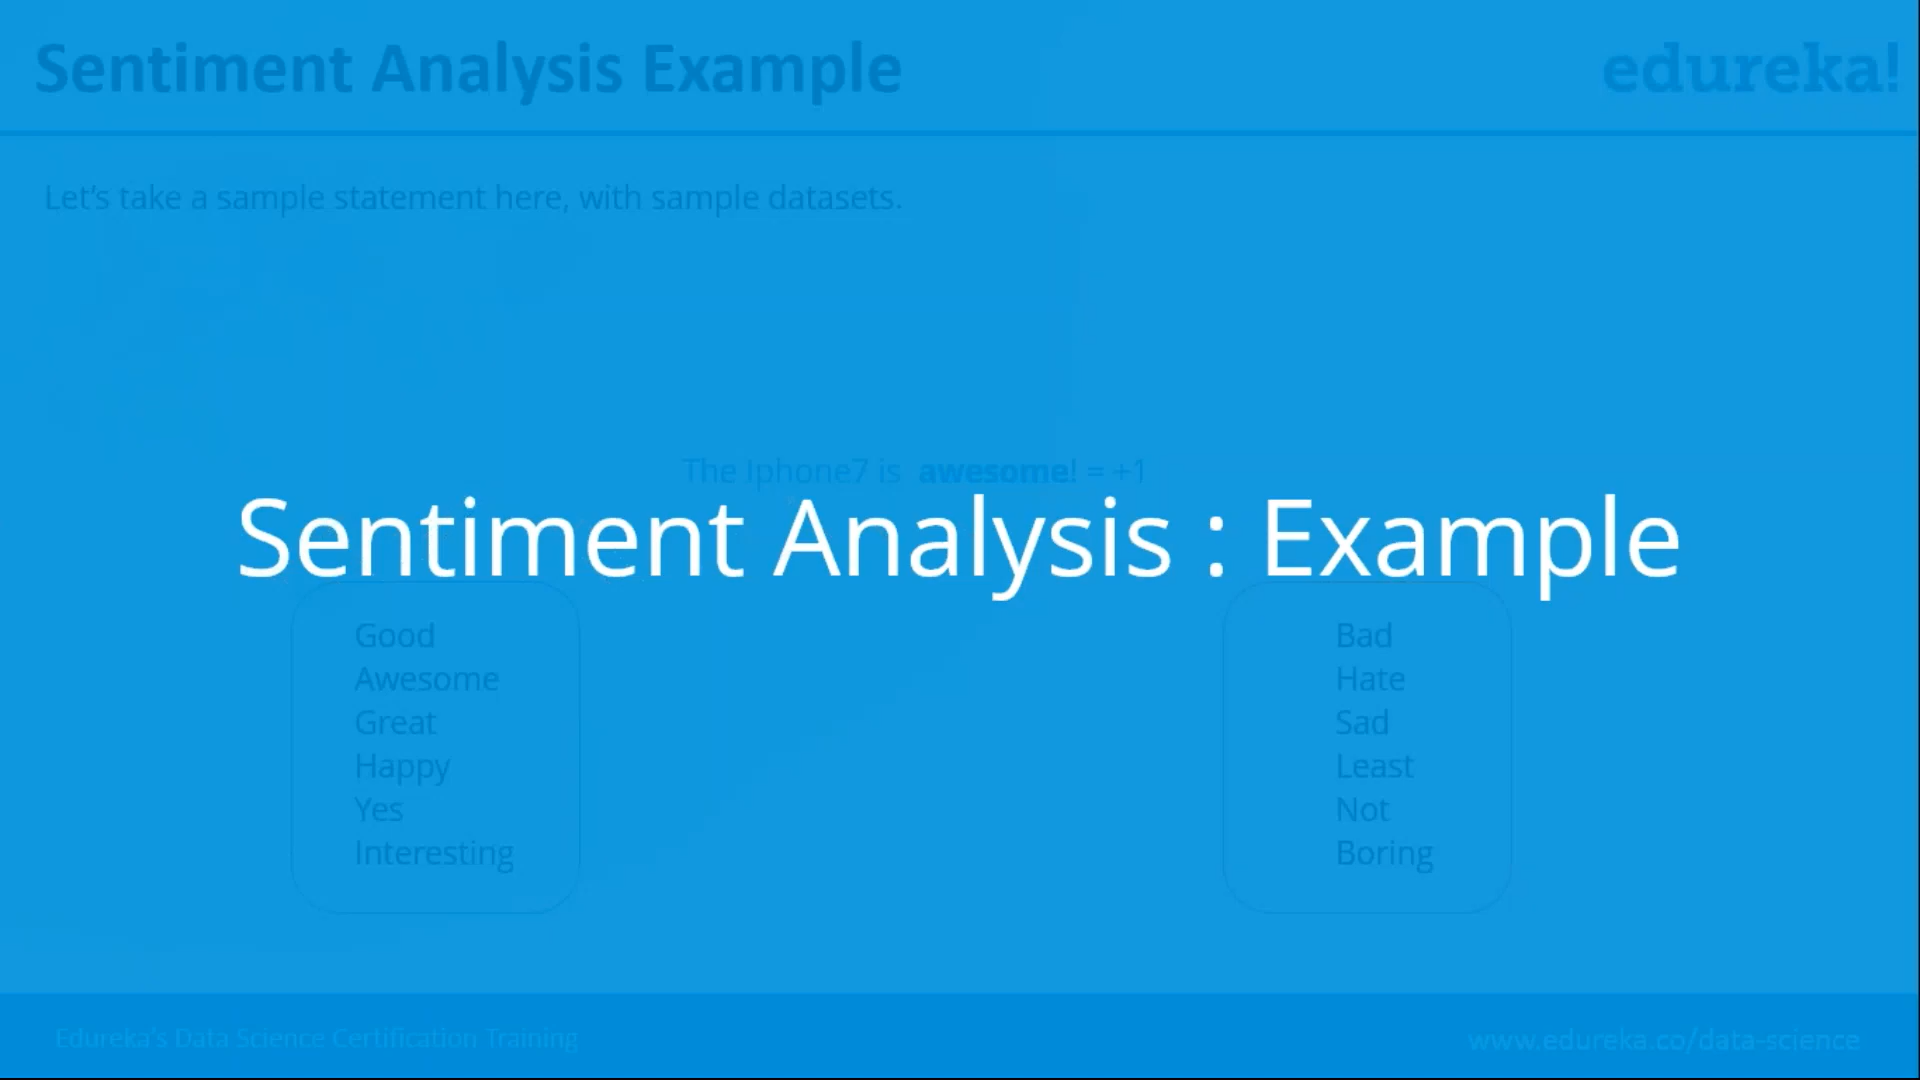 Sentiment Analysis Example
edureka!
Let's take a sample statement here, with sample datasets.
The Iphone7 is awesome! = +1
Sentiment Analysis : Example
Good
Awesome
Great
Happy
Yes
Interesting
Bad
Hate
Sad
Least
Not
Boring
Edureka's Data Science Certification Training
www.edureka.co/data-science